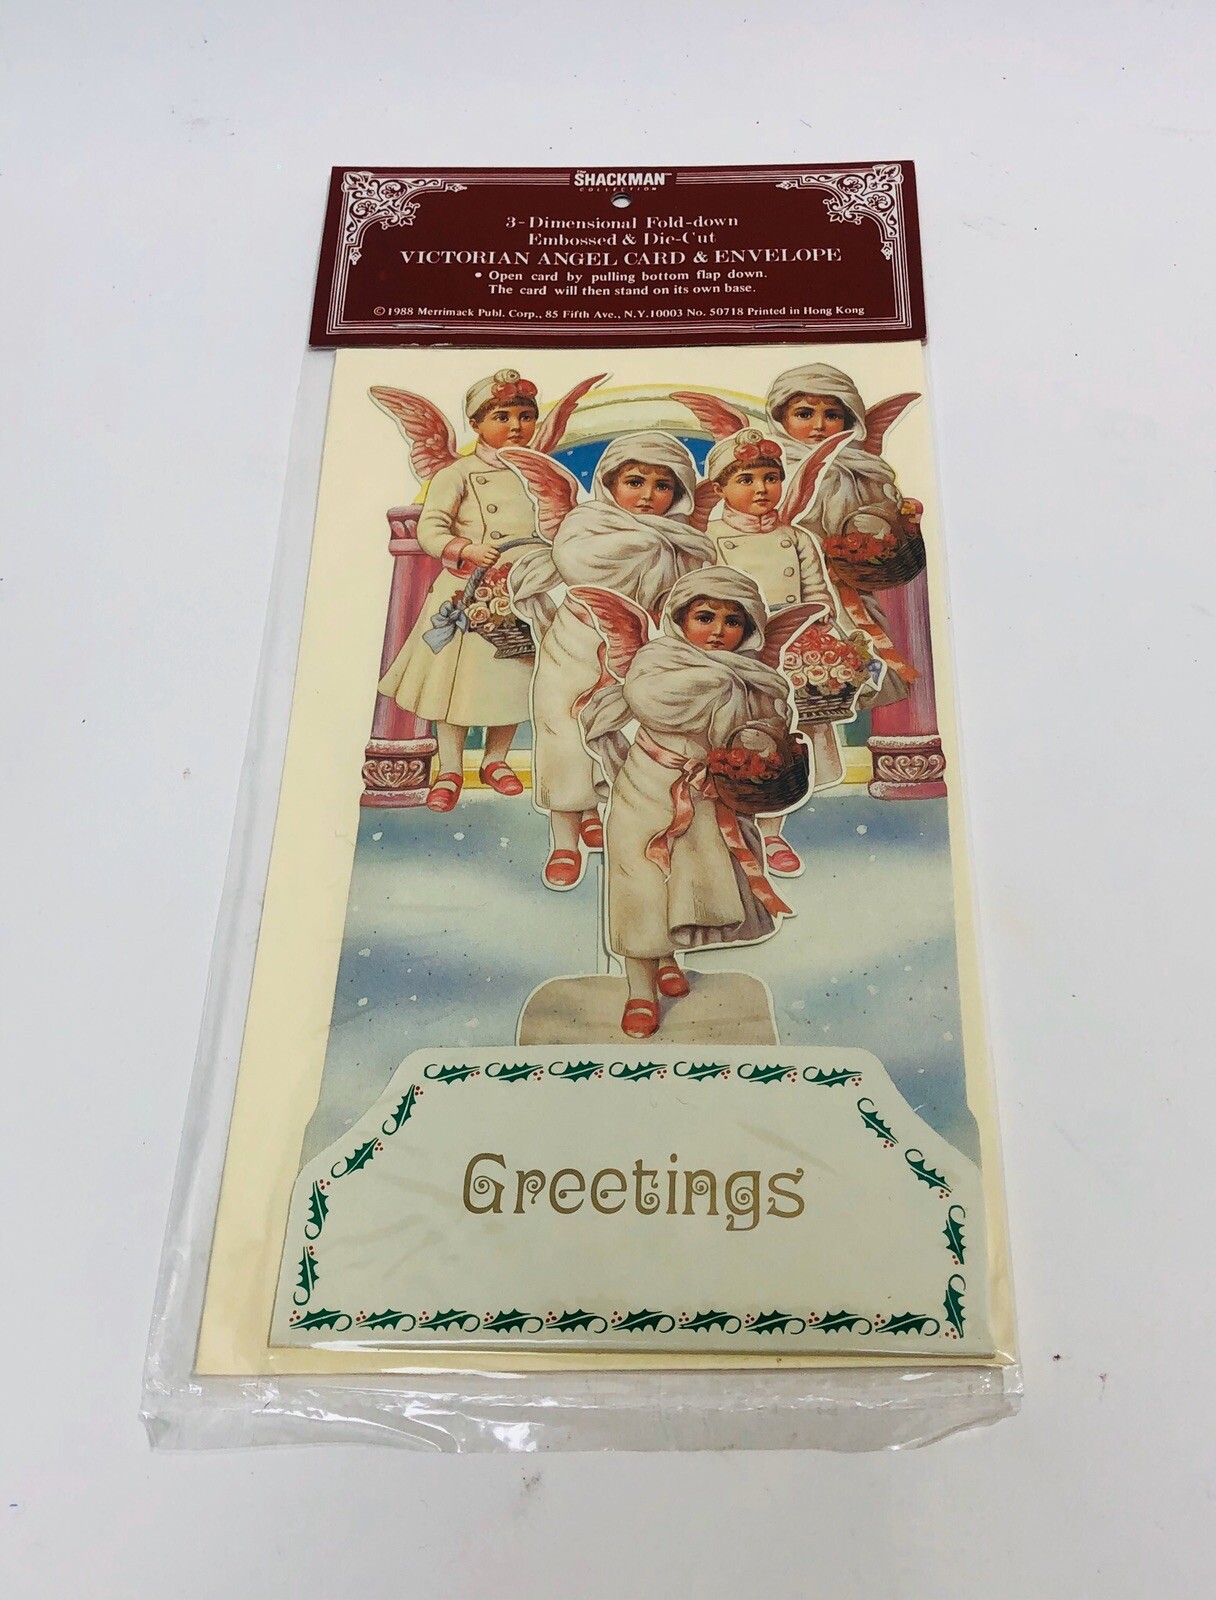 The SHACKMAN™
COLLECTION
3-Dimensional Fold-down
Embossed & Die-Cut
VICTORIAN ANGEL CARD & ENVELOPE
• Open card by pulling bottom flap down.
The card will then stand on its own base.
© 1988 Merrimack Publ. Corp., 85 Fifth Ave., N.Y. 10003 No. 50718 Printed in Hong Kong
Greetings